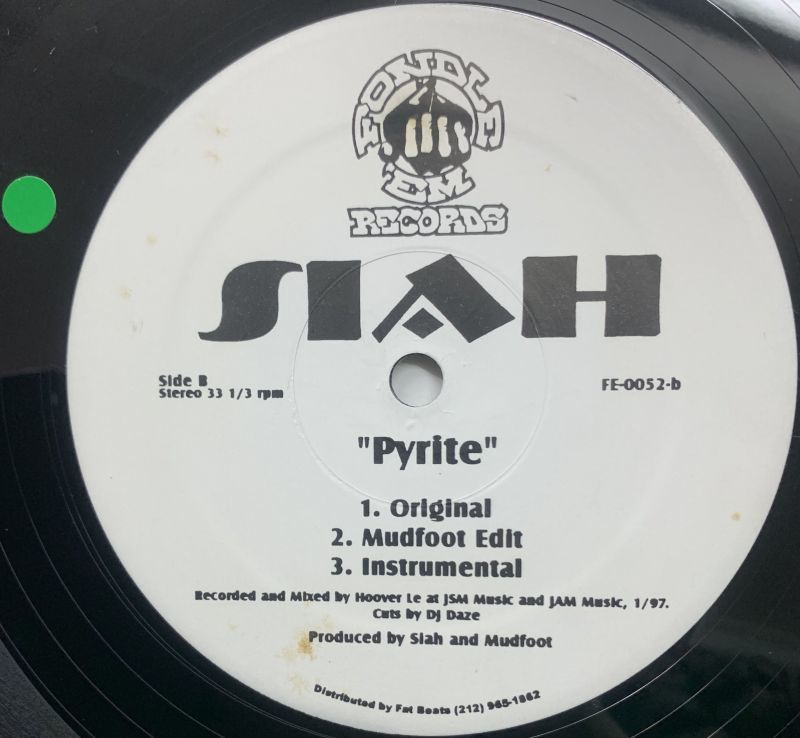 FONDLE
'EM
RECORDS
SIAH
Side B
Stereo 33 1/3 rpm
FE-0052-b
"Pyrite"
1. Original
2. Mudfoot Edit
3. Instrumental
Recorded and Mixed by Hoover Le at JSM Music and JAM Music, 1/97.
Cuts by DJ Daze
Produced by Siah and Mudfoot
Distributed by Fat Beats (212) 965-1862